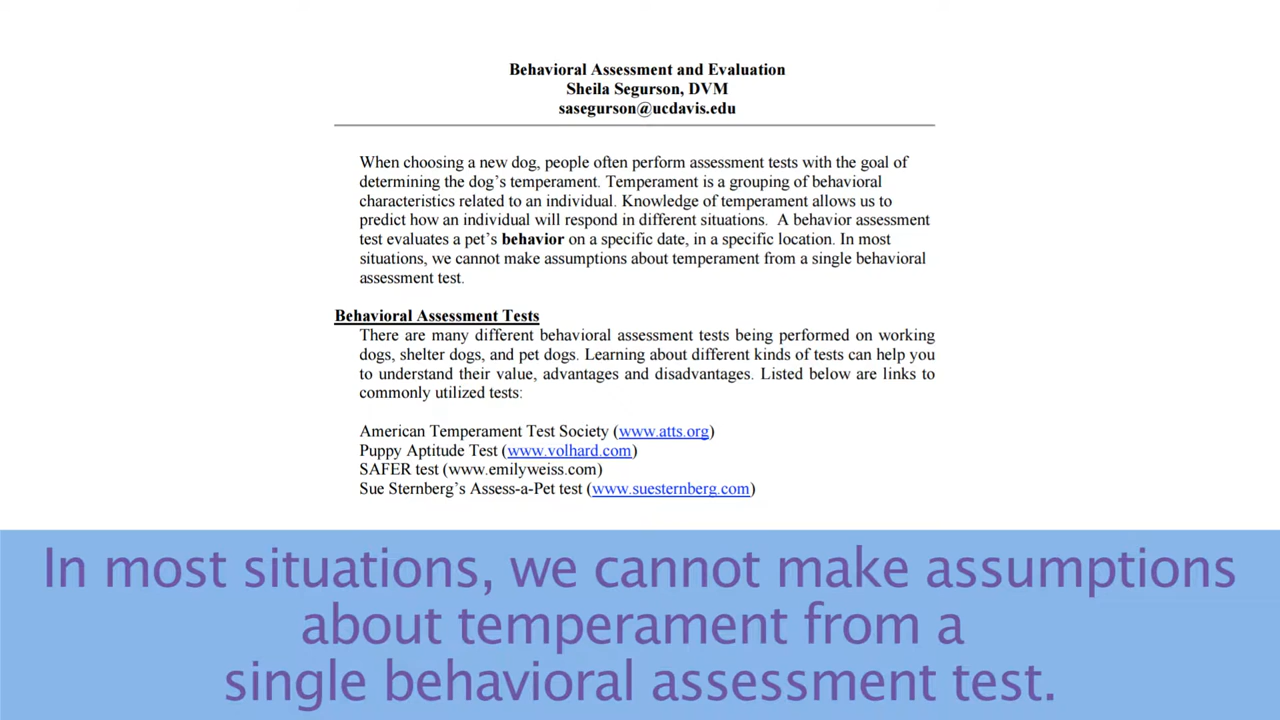 Behavioral Assessment and Evaluation
Sheila Segurson, DVM
sasegurson@ucdavis.edu
When choosing a new dog, people often perform assessment tests with the goal of
determining the dog's temperament. Temperament is a grouping of behavioral
characteristics related to an individual. Knowledge of temperament allows us to
predict how an individual will respond in different situations.  A behavior assessment
test evaluates a pet's behavior on a specific date, in a specific location. In most
situations, we cannot make assumptions about temperament from a single behavioral
assessment test.
Behavioral Assessment Tests
There are many different behavioral assessment tests being performed on working
dogs, shelter dogs, and pet dogs. Learning about different kinds of tests can help you
to understand their value, advantages and disadvantages. Listed below are links to
commonly utilized tests:
American Temperament Test Society (www.atts.org)
Puppy Aptitude Test (www.volhard.com)
SAFER test (www.emilyweiss.com)
Sue Sternberg's Assess-a-Pet test (www.suesternberg.com)
In most situations, we cannot make assumptions
about temperament from a
single behavioral assessment test.